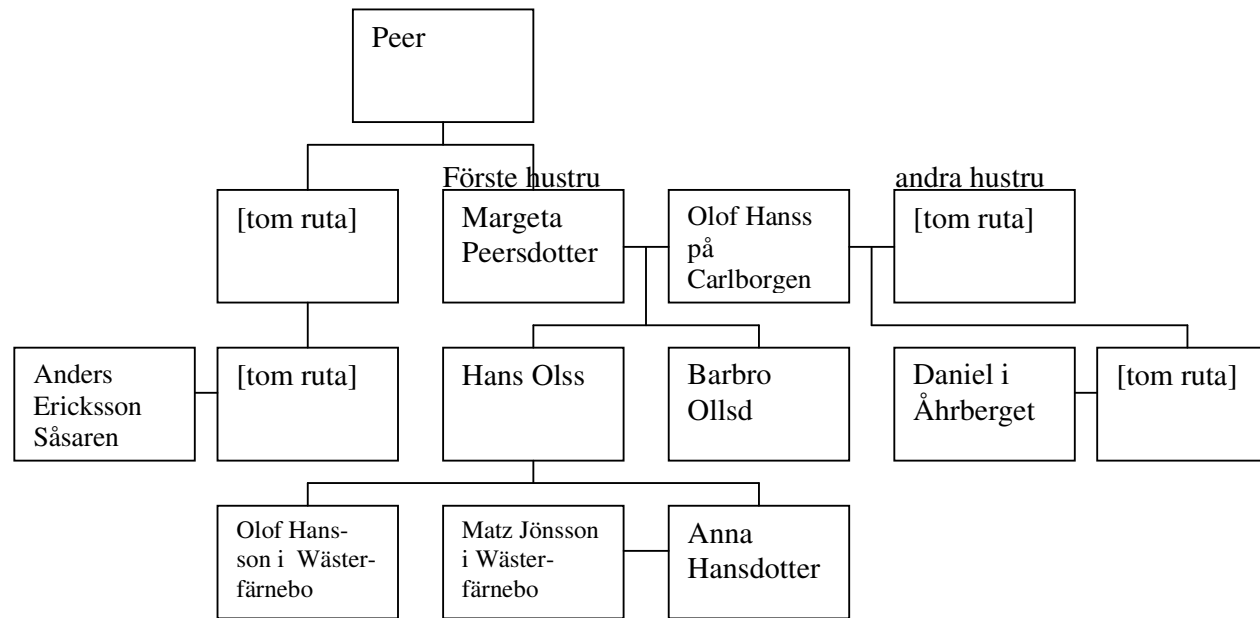 Peer
Förste hustru
andra hustru
[tom ruta]
Margeta
Peersdotter
Olof Hanss
på
Carlborgen
[tom ruta]
Anders
Ericksson
Såsaren
[tom ruta]
Hans Olss
Barbro
Ollsd
Daniel i
Åhrberget
[tom ruta]
Olof Hans-
son i Wäster-
färnebo
Matz Jönsson
i Wäster-
färnebo
Anna
Hansdotter